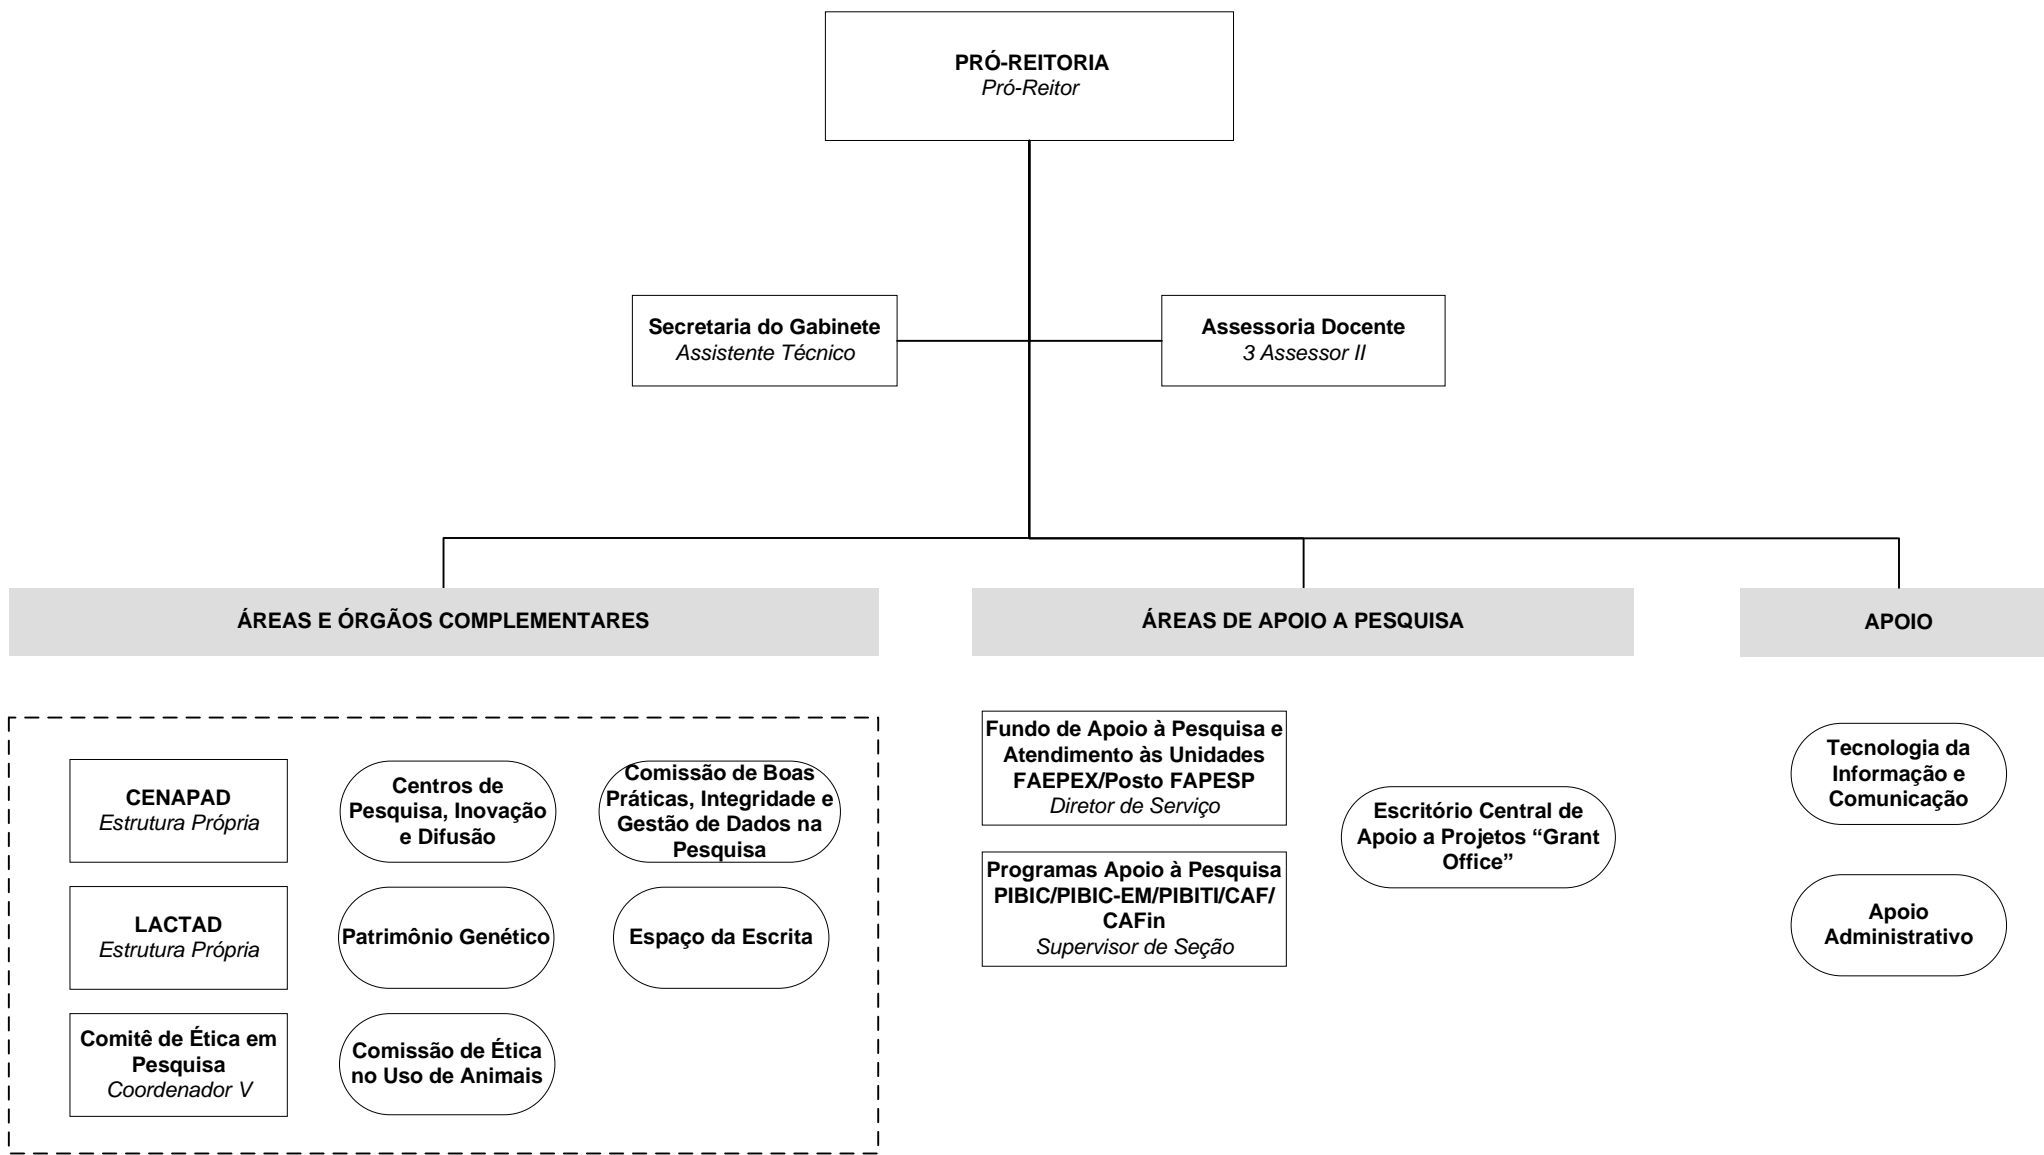 PRÓ-REITORIA
Pró-Reitor
Secretaria do Gabinete
Assistente Técnico
Assessoria Docente
3 Assessor II
ÁREAS E ÓRGÃOS COMPLEMENTARES
ÁREAS DE APOIO A PESQUISA
APOIO
CENAPAD
Estrutura Própria
Centros de
Pesquisa, Inovação
e Difusão
Comissão de Boas
Práticas, Integridade e
Gestão de Dados na
Pesquisa
LACTAD
Estrutura Própria
Patrimônio Genético
Espaço da Escrita
Comitê de Ética em
Pesquisa
Coordenador V
Comissão de Ética
no Uso de Animais
Fundo de Apoio à Pesquisa e
Atendimento às Unidades
FAEPEX/Posto FAPESP
Diretor de Serviço
Programas Apoio à Pesquisa
PIBIC/PIBIC-EM/PIBITI/CAF/
CAFin
Supervisor de Seção
Escritório Central de
Apoio a Projetos “Grant
Office”
Tecnologia da
Informação e
Comunicação
Apoio
Administrativo